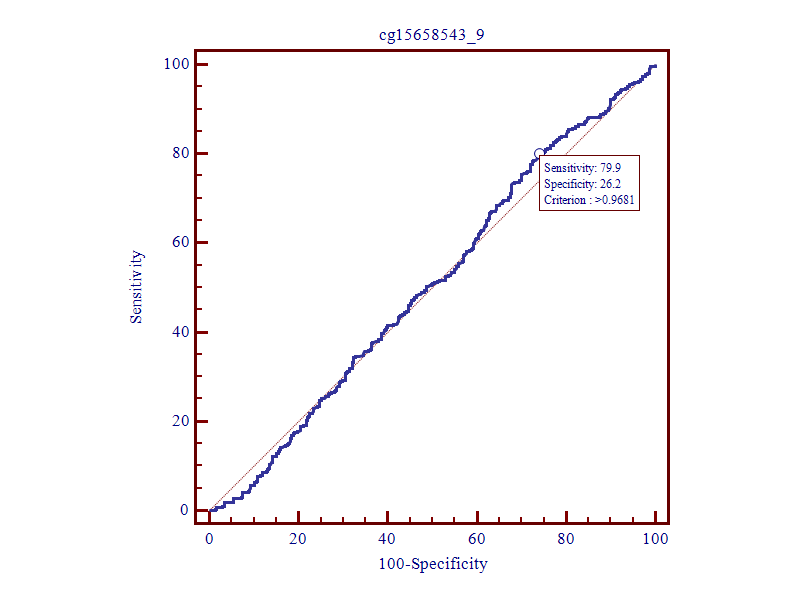 cg15658543_9
100
80
60
40
20
0
Sensitivity
Sensitivity: 79.9
Specificity: 26.2
Criterion : >0.9681
0 20 40 60 80 100
100-Specificity